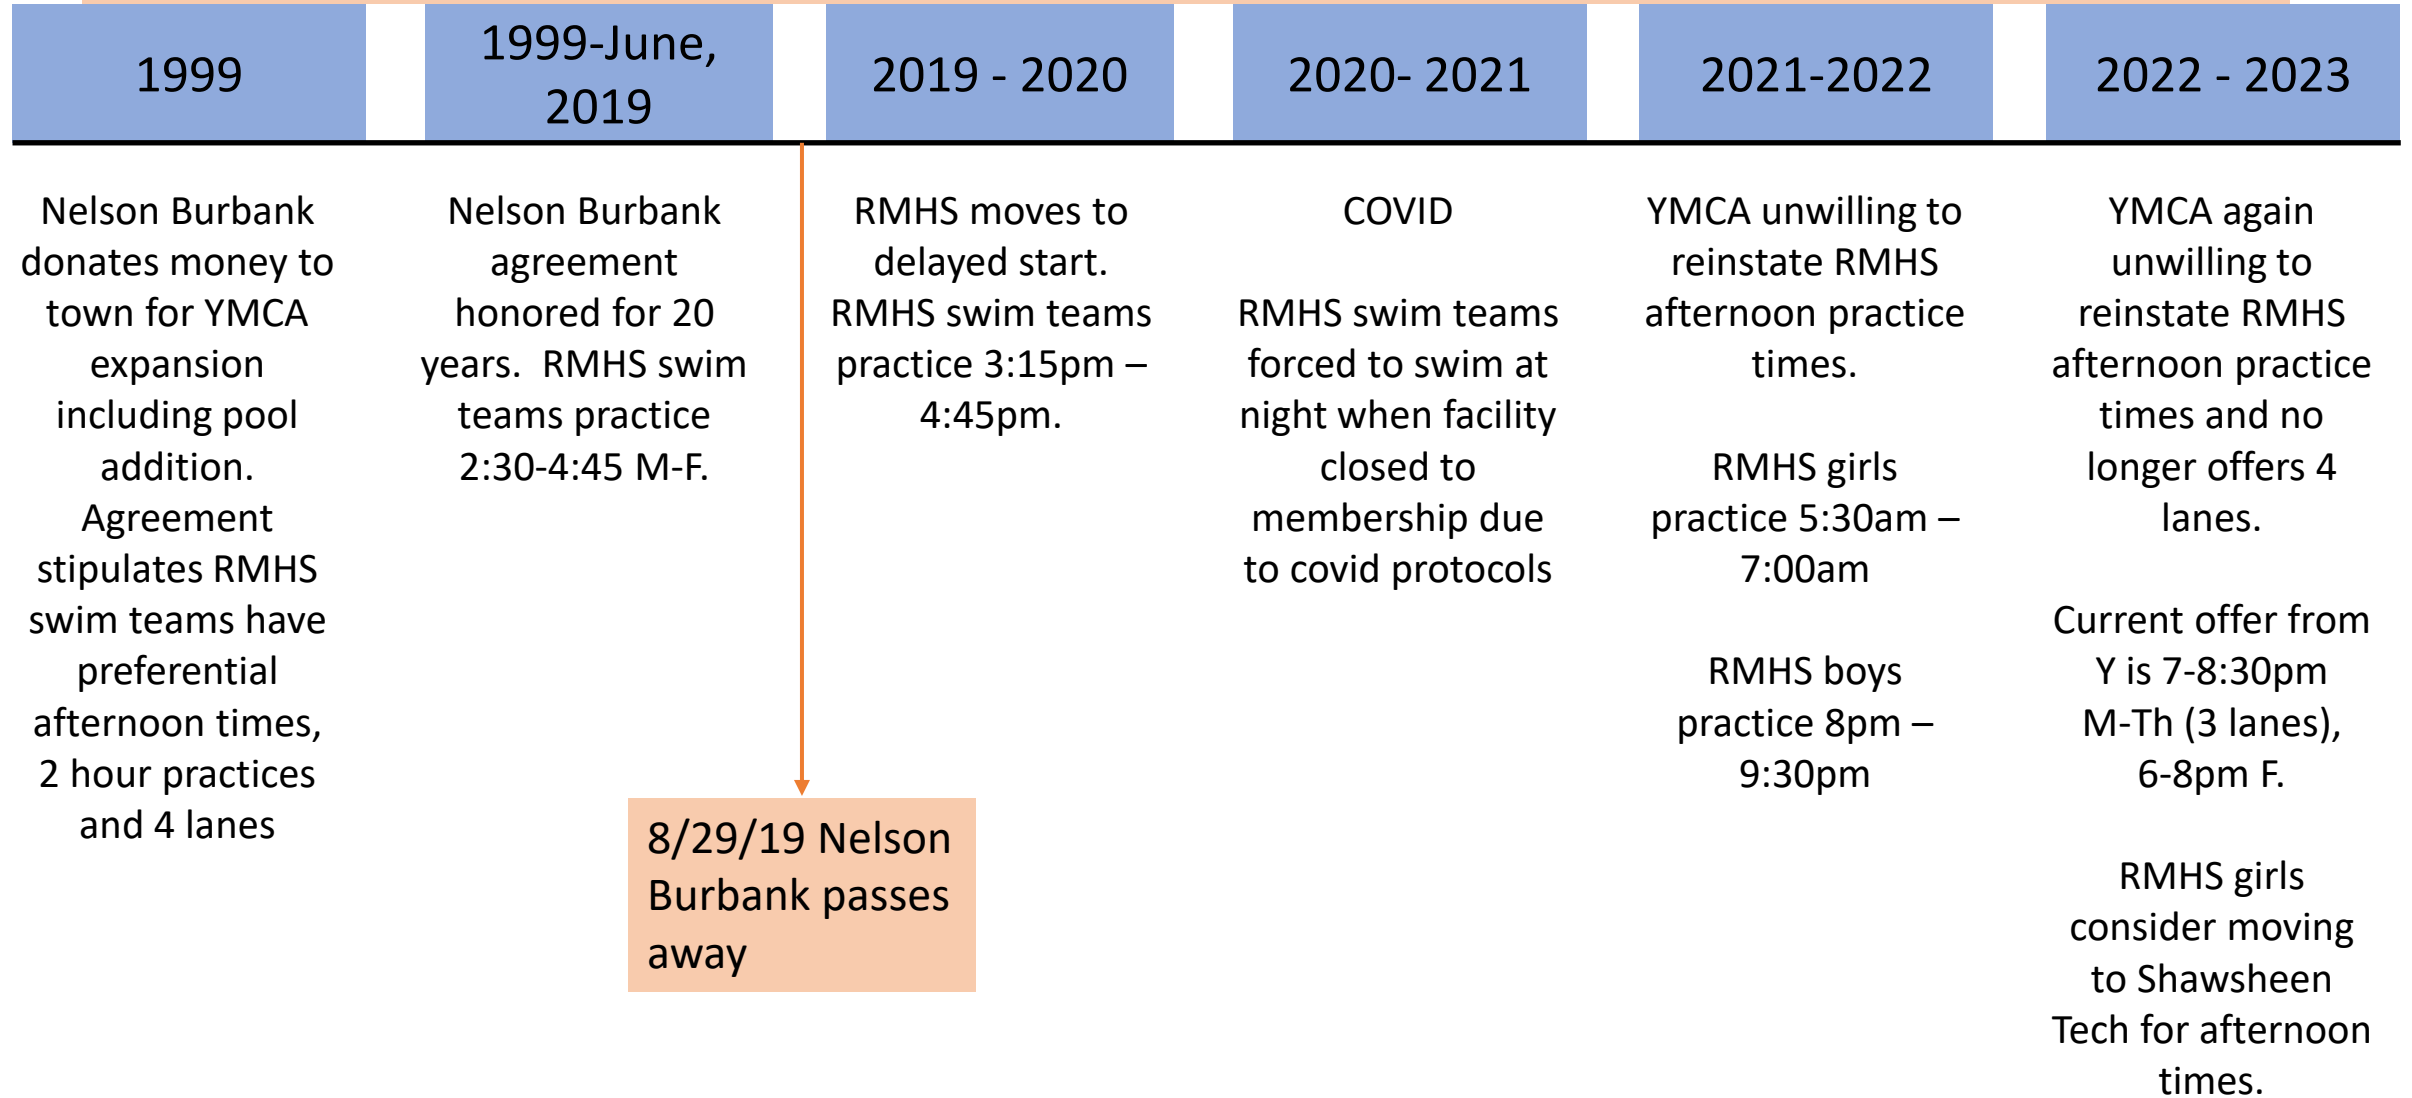 1999
Nelson Burbank
donates money to
town for YMCA
expansion
including pool
addition.
Agreement
stipulates RMHS
swim teams have
preferential
afternoon times,
2 hour practices
and 4 lanes
1999-June,
2019
Nelson Burbank
agreement
honored for 20
years.  RMHS swim
teams practice
2:30-4:45 M-F.
8/29/19 Nelson
Burbank passes
away
2019 - 2020
RMHS moves to
delayed start.
RMHS swim teams
practice 3:15pm –
4:45pm.
2020- 2021
COVID
RMHS swim teams
forced to swim at
night when facility
closed to
membership due
to covid protocols
2021-2022
YMCA unwilling to
reinstate RMHS
afternoon practice
times.
RMHS girls
practice 5:30am –
7:00am
RMHS boys
practice 8pm –
9:30pm
2022 - 2023
YMCA again
unwilling to
reinstate RMHS
afternoon practice
times and no
longer offers 4
lanes.
Current offer from
Y is 7-8:30pm
M-Th (3 lanes),
6-8pm F.
RMHS girls
consider moving
to Shawsheen
Tech for afternoon
times.